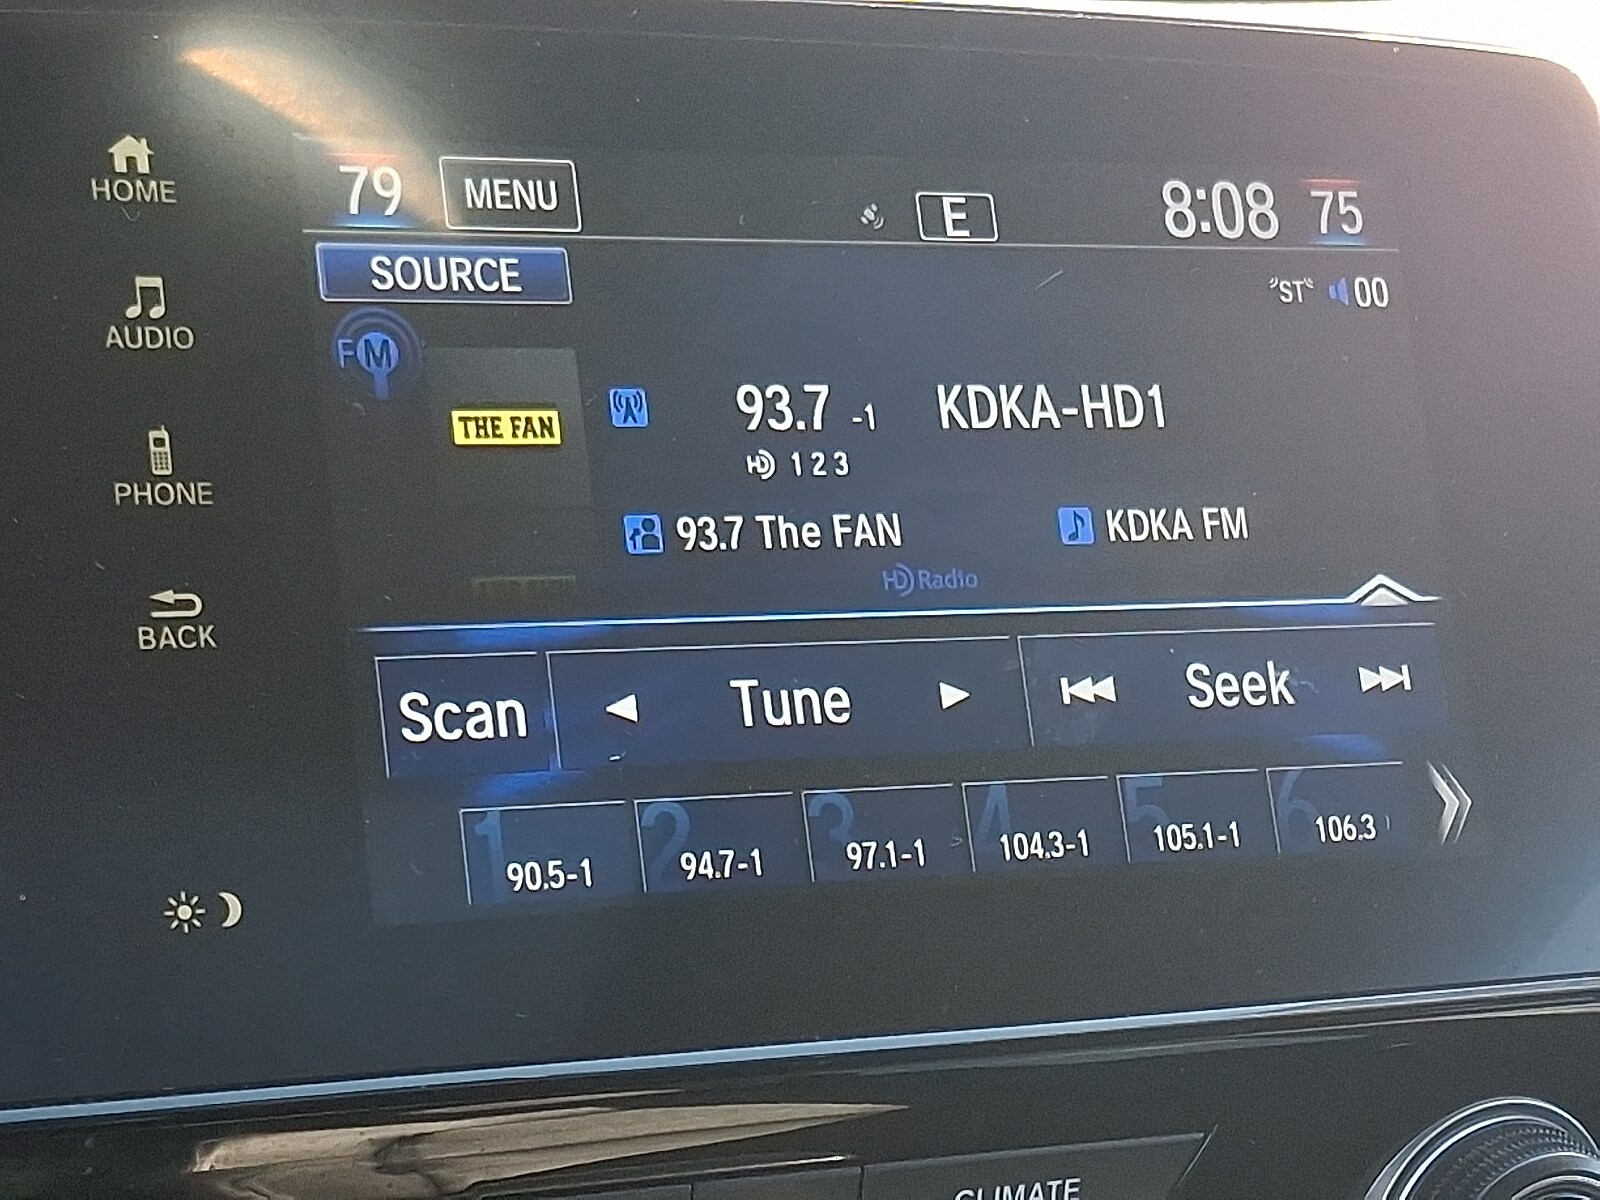 HOME
79 MENU E 8:08 75
SOURCE
"ST" 00
AUDIO
FM
THE FAN
93.7 -1 KDKA-HD1
HD 1 2 3
PHONE
93.7 The FAN KDKA FM
HD Radio
BACK
Scan Tune Seek
1 2 3 4 5 6
90.5-1 94.7-1 97.1-1 104.3-1 105.1-1 106.3
CLIMATE